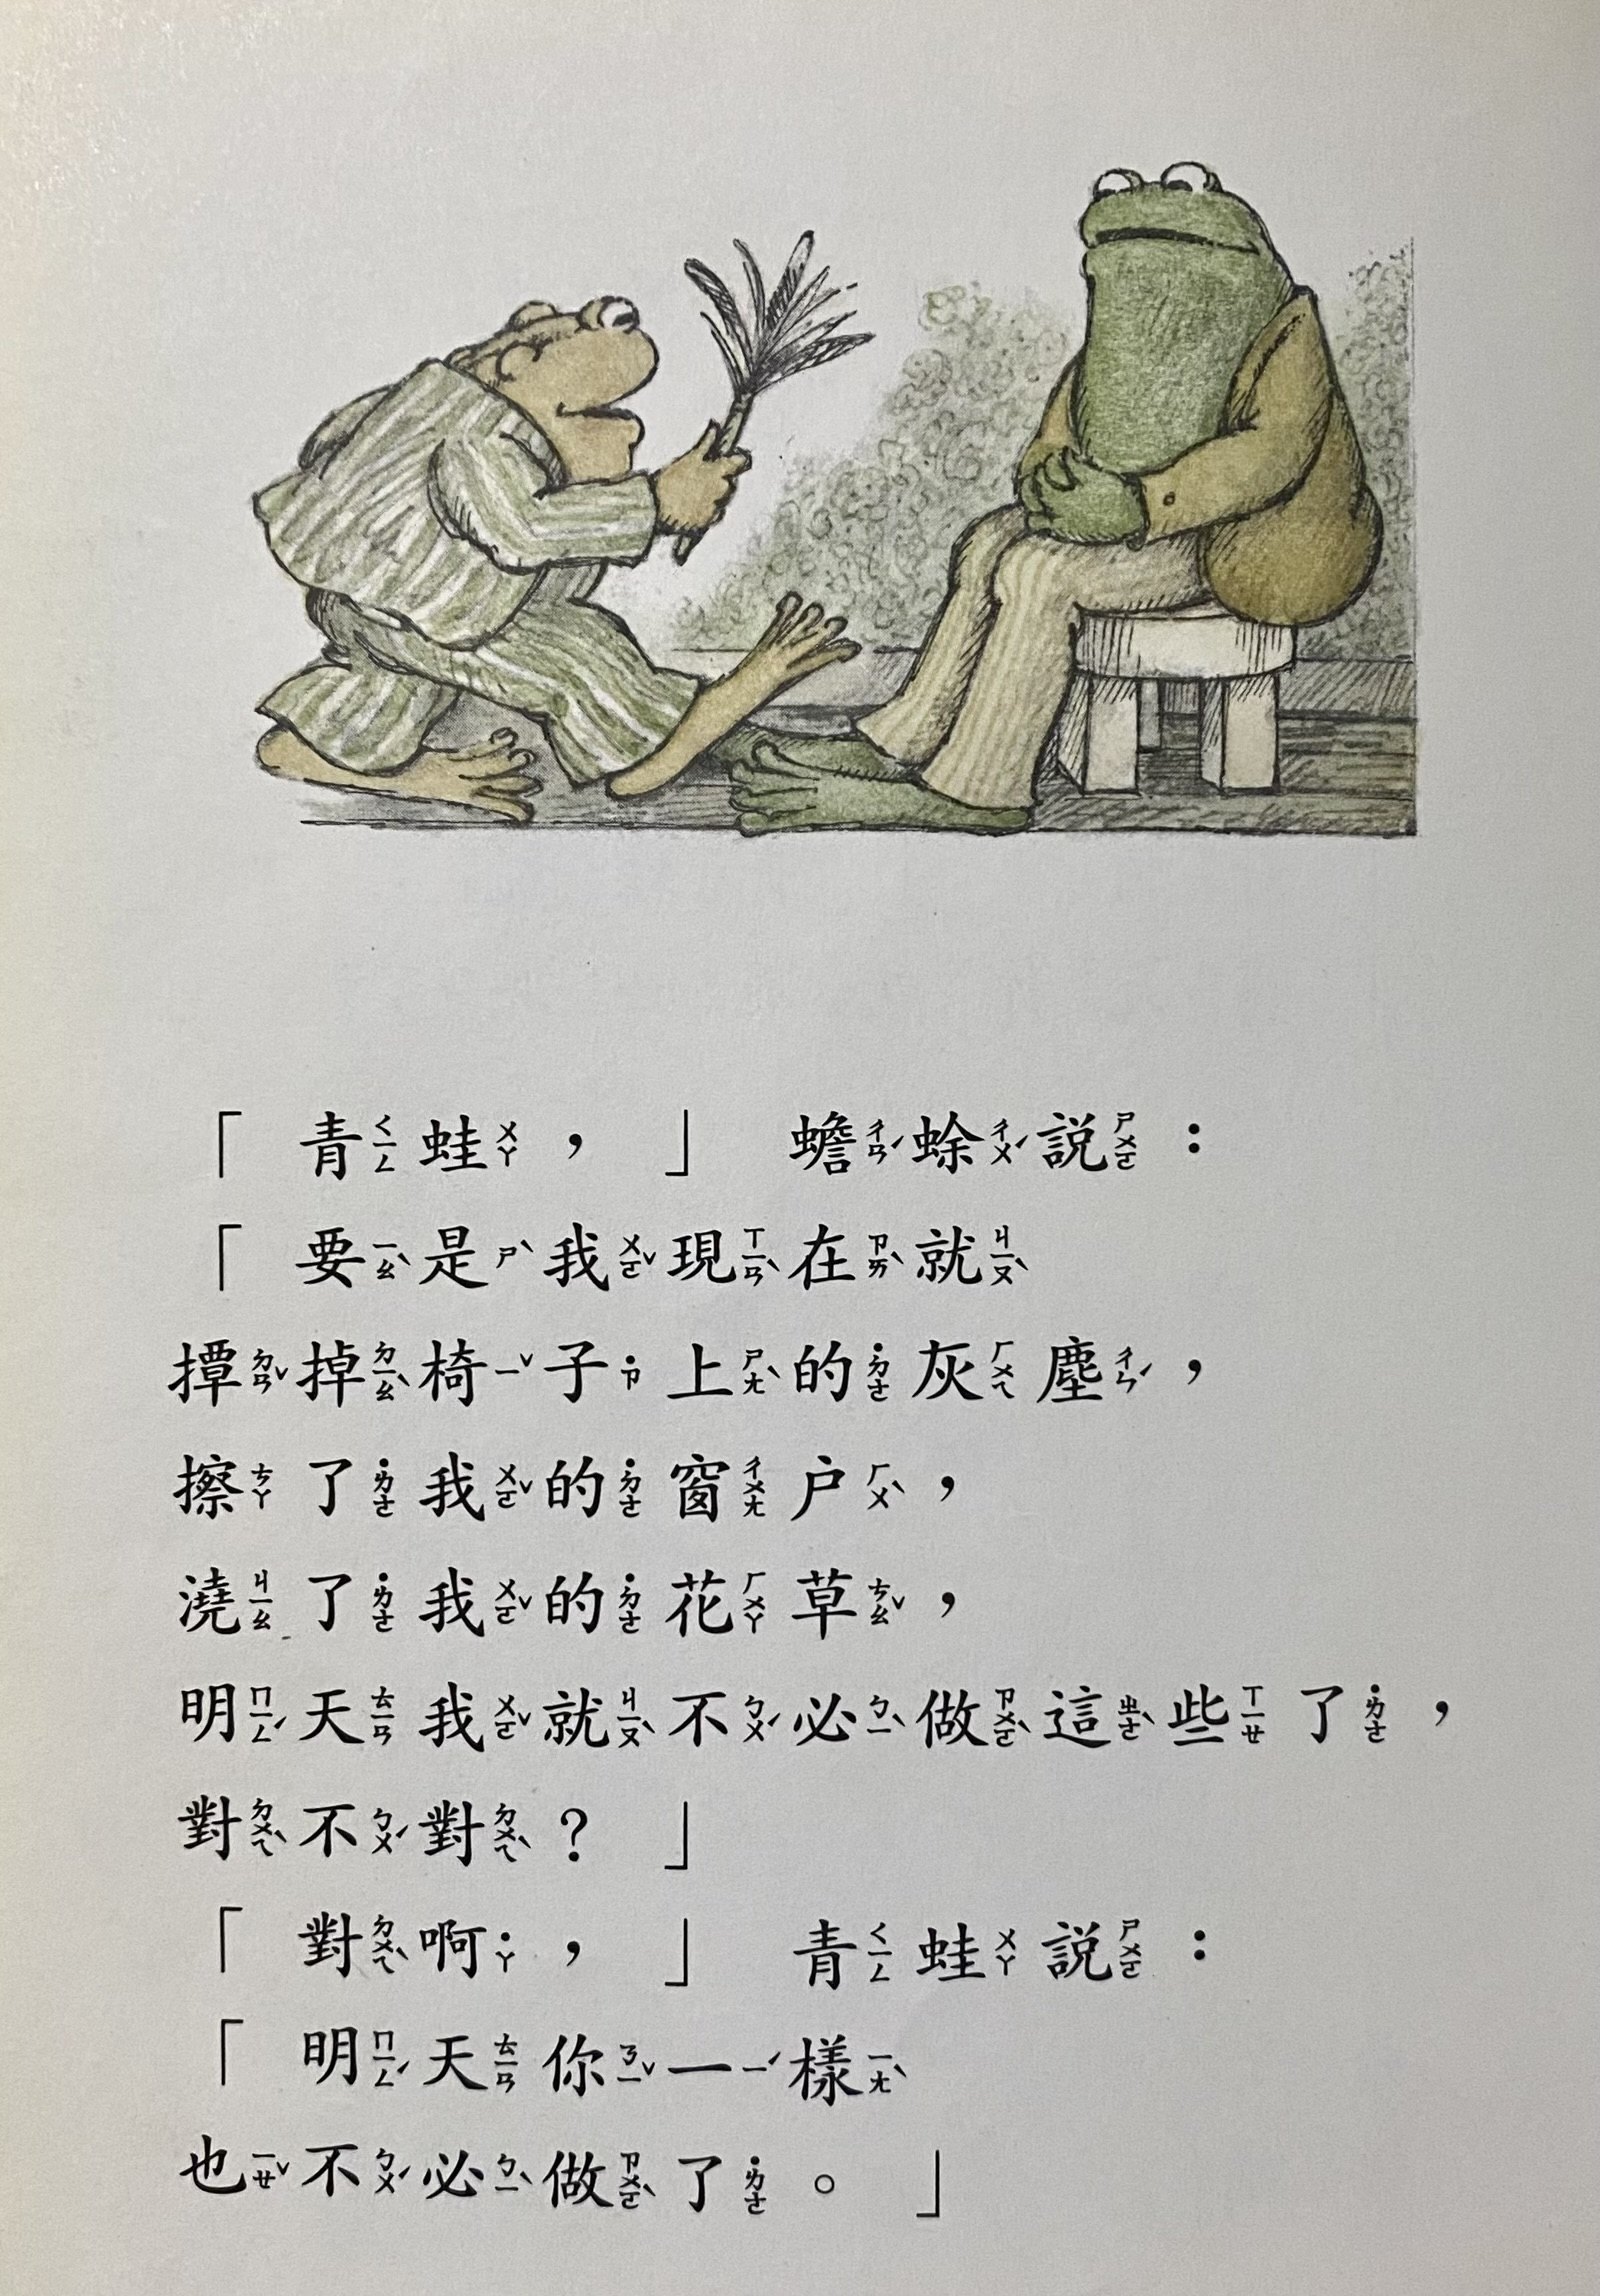 「青蛙，」蟾蜍說：
「要是我現在就
撢掉椅子上的灰塵，
擦了我的窗戶，
澆了我的花草，
明天我就不必做這些了，
對不對？」
「對啊，」青蛙說：
「明天你一樣
也不必做了。」